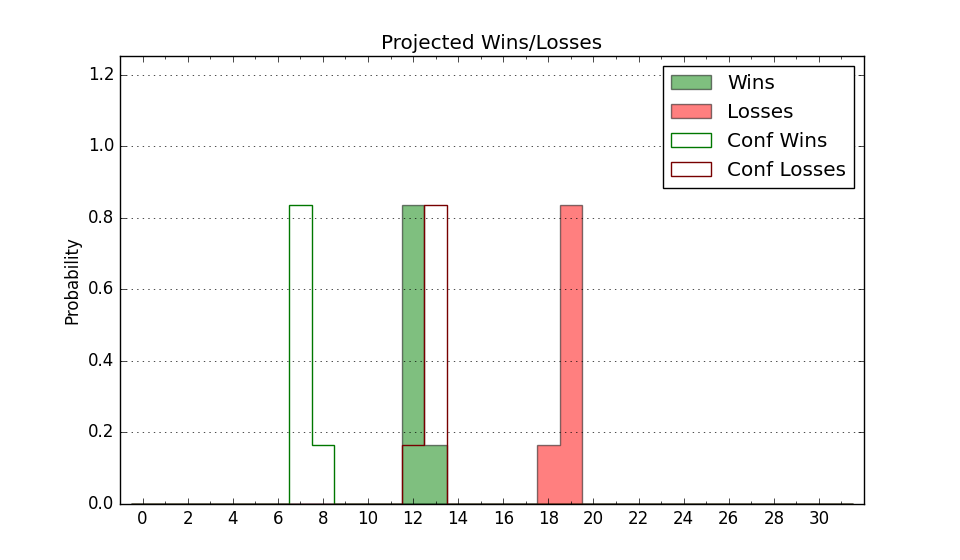 Projected Wins/Losses
1.2
1.0
0.8
0.6
0.4
0.2
0.0
Probability
Wins
Losses
Conf Wins
Conf Losses
0 2 4 6 8 10 12 14 16 18 20 22 24 26 28 30